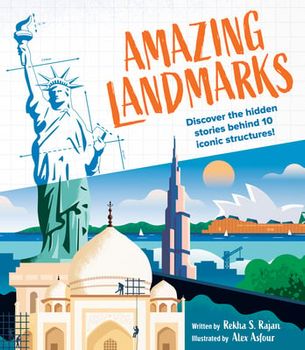 AMAZING
LANDMARKS
Discover the hidden
stories behind 10
iconic structures!
Written by Rekha S. Rajan
Illustrated by Alex Asfour